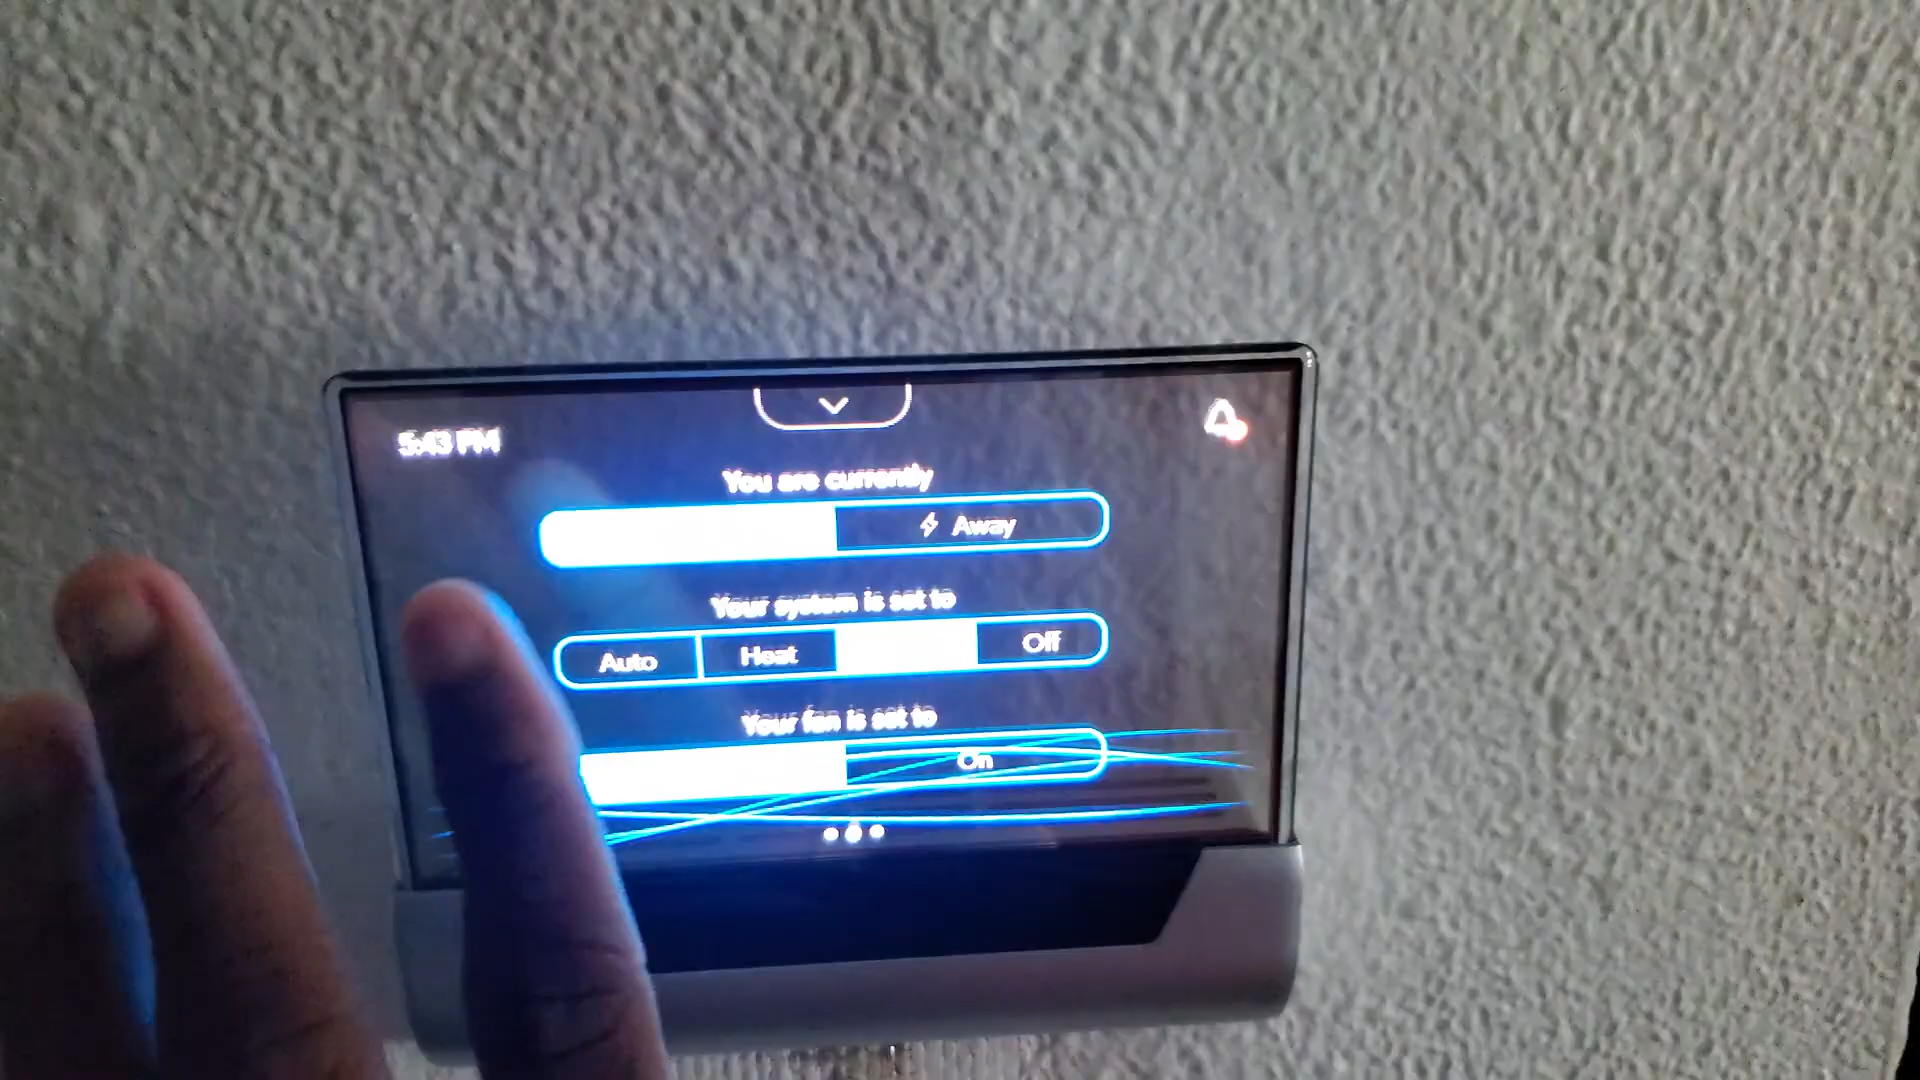 5:43 PM
You are currently
Away
Your system is set to
Auto Heat Off
Your fan is set to
On